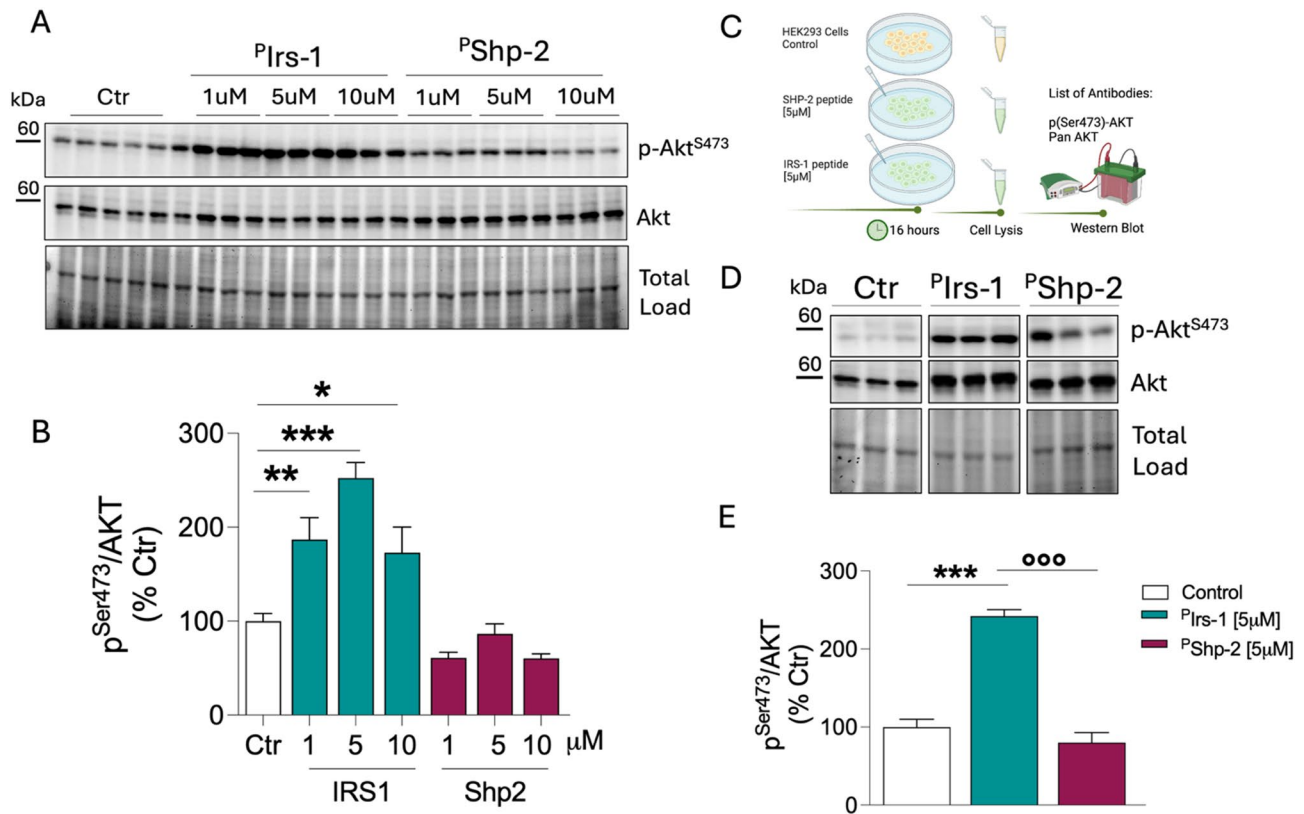 A
PIrs-1
PShp-2
kDa
Ctr
1uM
5uM
10uM
1uM
5uM
10uM
60
p-AktS473
60
Akt
Total
Load
B
*
***
**
300
200
100
0
pSer473/AKT
(% Ctr)
Ctr
1
5
10
1
5
10
μM
IRS1
Shp2
C
HEK293 Cells
Control
SHP-2 peptide
[5μM]
IRS-1 peptide
[5μM]
List of Antibodies:
p(Ser473)-AKT
Pan AKT
16 hours
Cell Lysis
Western Blot
D
kDa
Ctr
PIrs-1
PShp-2
60
p-AktS473
60
Akt
Total
Load
E
***
°°°
300
200
100
0
pSer473/AKT
(% Ctr)
Control
PIrs-1 [5μM]
PShp-2 [5μM]